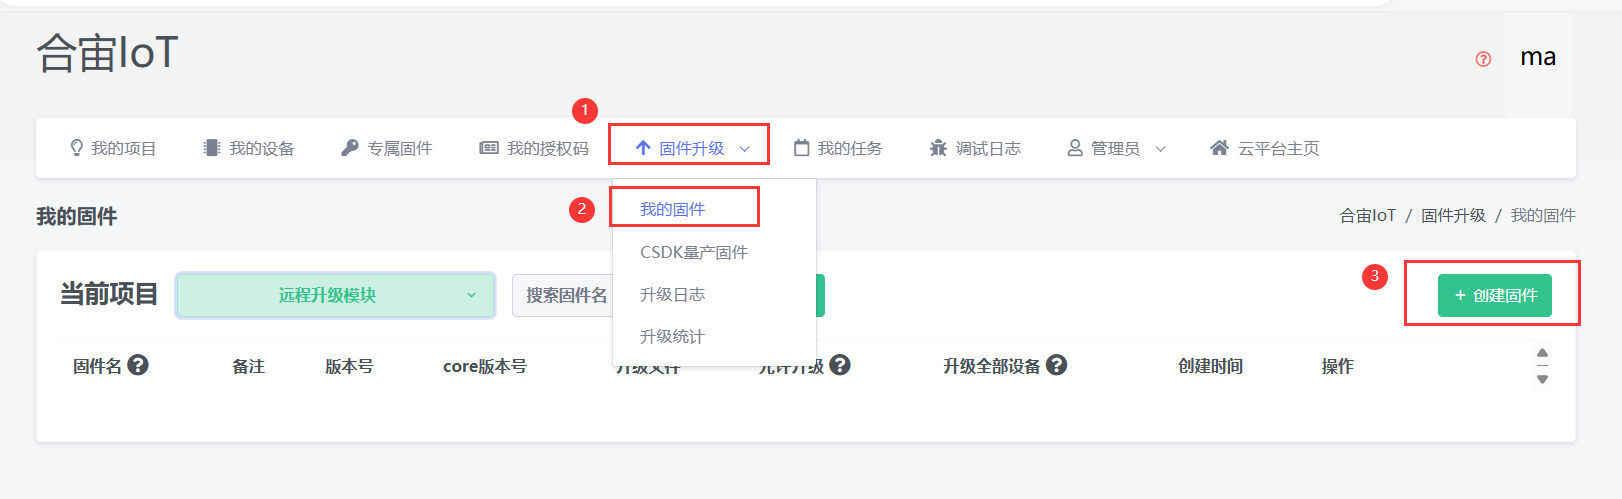 合宙IoT
ma
1
我的项目 我的设备 专属固件 我的授权码 固件升级 我的任务 调试日志 管理员 云平台主页
2
我的固件
CSDK量产固件
升级日志
升级统计
我的固件
合宙IoT / 固件升级 / 我的固件
3
当前项目 远程升级模块 搜索固件名 + 创建固件
固件名 备注 版本号 core版本号 升级文件 允许升级 升级全部设备 创建时间 操作